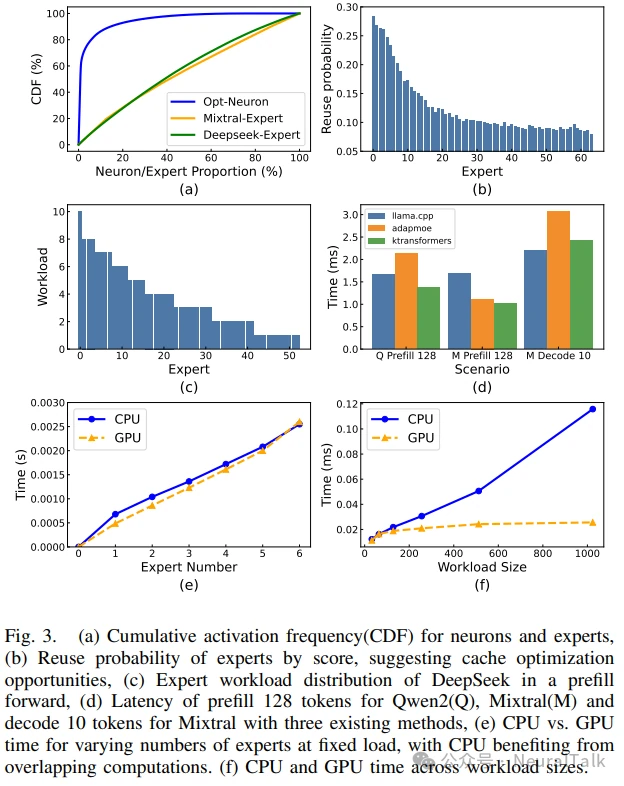 100
80
60
40
20
0
CDF (%)
Opt-Neuron
Mixtral-Expert
Deepseek-Expert
0 20 40 60 80 100
Neuron/Expert Proportion (%)
(a)
0.30
0.25
0.20
0.15
0.10
0.05
Reuse probability
0 10 20 30 40 50 60
Expert
(b)
10
8
6
4
2
0
Workload
0 10 20 30 40 50
Expert
(c)
3.0
2.5
2.0
1.5
1.0
0.5
0.0
Time (ms)
llama.cpp
adapmoe
ktransformers
Q Prefill 128 M Prefill 128 M Decode 10
Scenario
(d)
0.0030
0.0025
0.0020
0.0015
0.0010
0.0005
0.0000
Time (s)
CPU
GPU
0 1 2 3 4 5 6
Expert Number
(e)
0.12
0.10
0.08
0.06
0.04
0.02
Time (ms)
CPU
GPU
0 200 400 600 800 1000
Workload Size
(f)
Fig. 3. (a) Cumulative activation frequency(CDF) for neurons and experts,
(b) Reuse probability of experts by score, suggesting cache optimization
opportunities, (c) Expert workload distribution of DeepSeek in a prefill
forward, (d) Latency of prefill 128 tokens for Qwen2(Q), Mixtral(M) and
decode 10 tokens for Mixtral with three existing methods, (e) CPU vs. GPU
time for varying numbers of experts at fixed load, with CPU benefiting from
overlapping computations. (f) CPU and GPU time across workload sizes.
公众号 · NeuralTalk